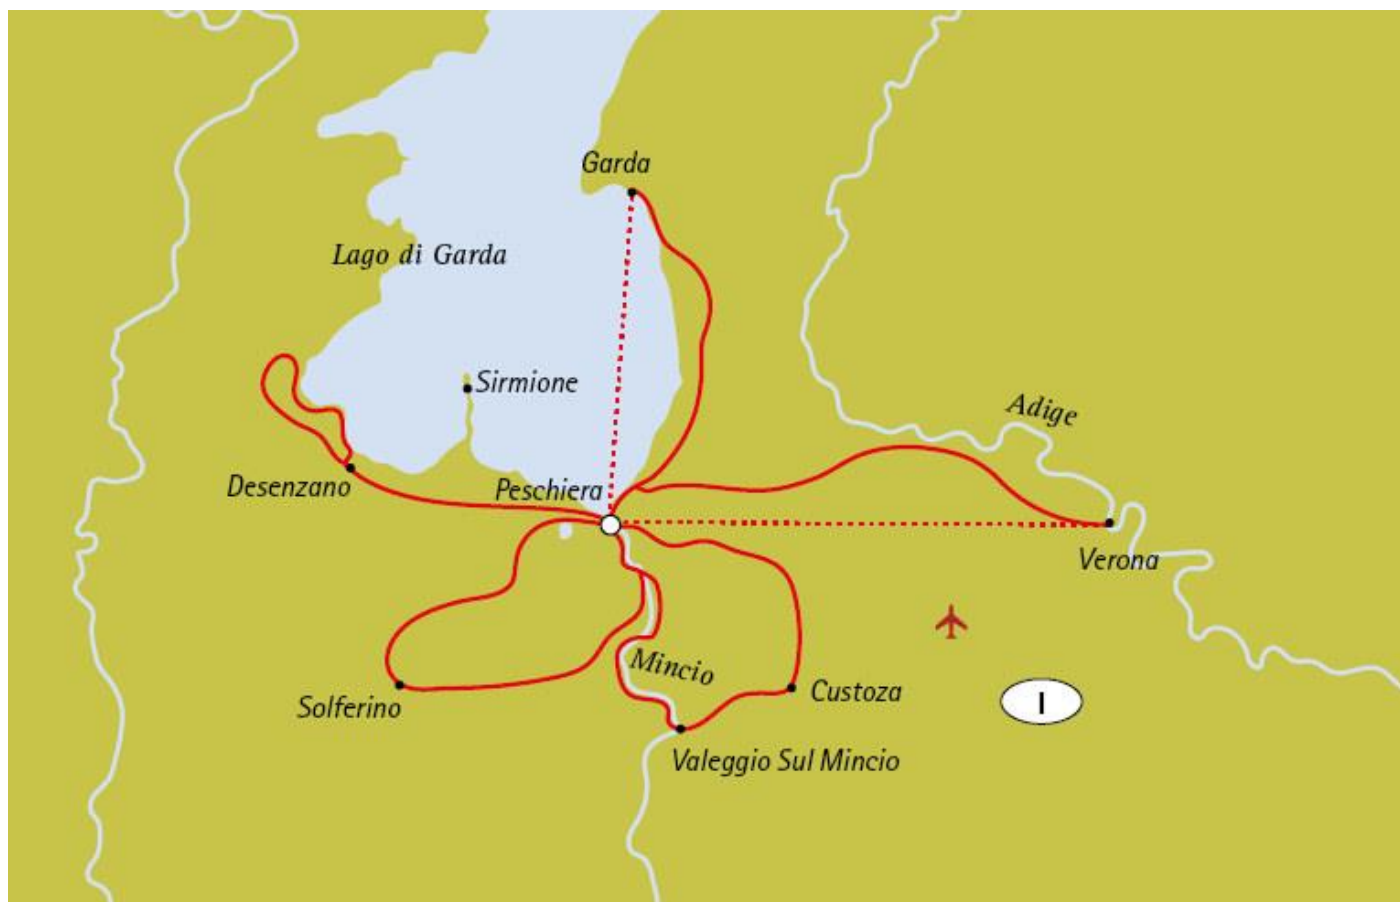 Garda
Lago di Garda
Sirmione
Adige
Desenzano
Peschiera
Verona
Mincio
Custoza
I
Solferino
Valeggio Sul Mincio